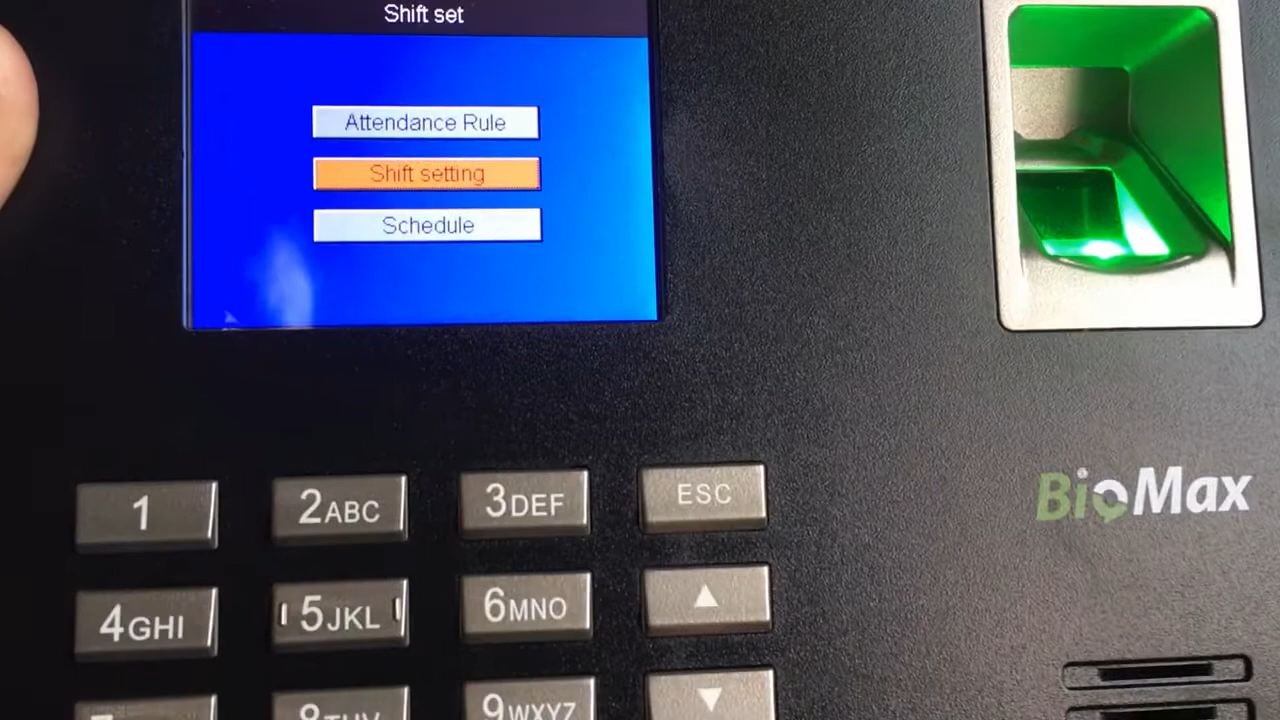 Shift set
Attendance Rule
Shift setting
Schedule
1
2ABC
3DEF
ESC
BioMax
4GHI
5JKL
6MNO
▲
▼
9WXYZ